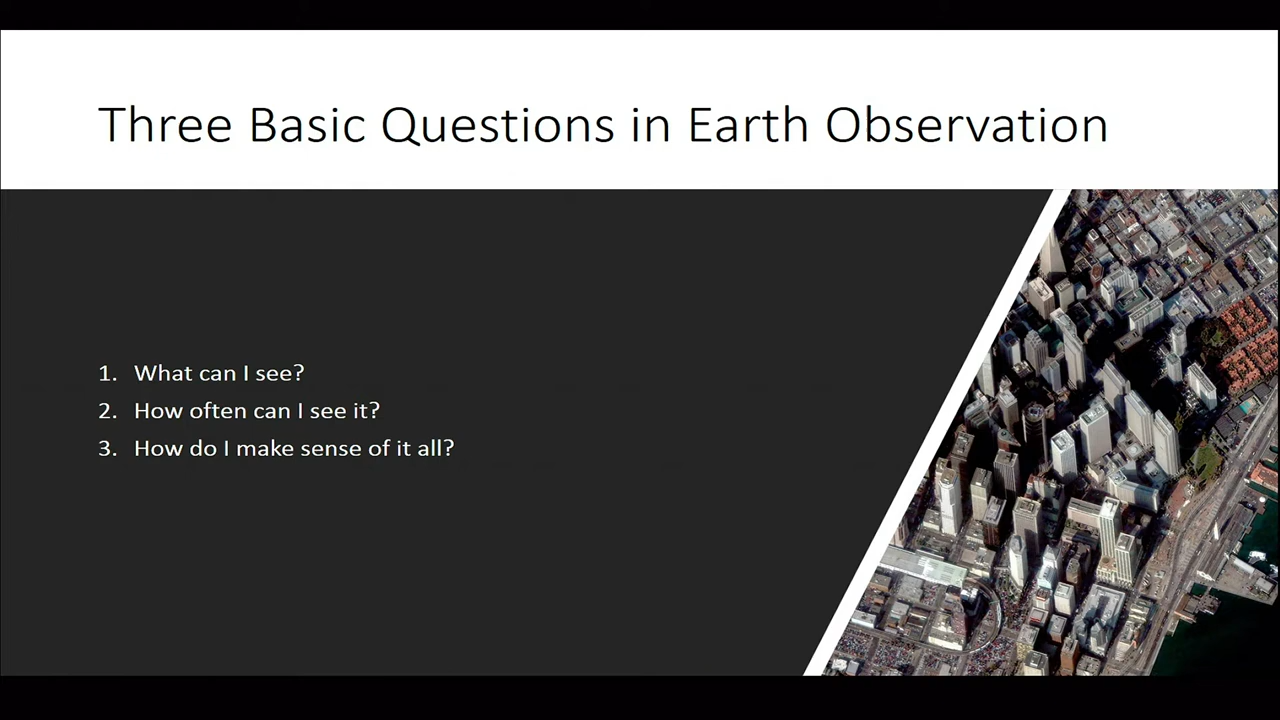 Three Basic Questions in Earth Observation
1. What can I see?
2. How often can I see it?
3. How do I make sense of it all?